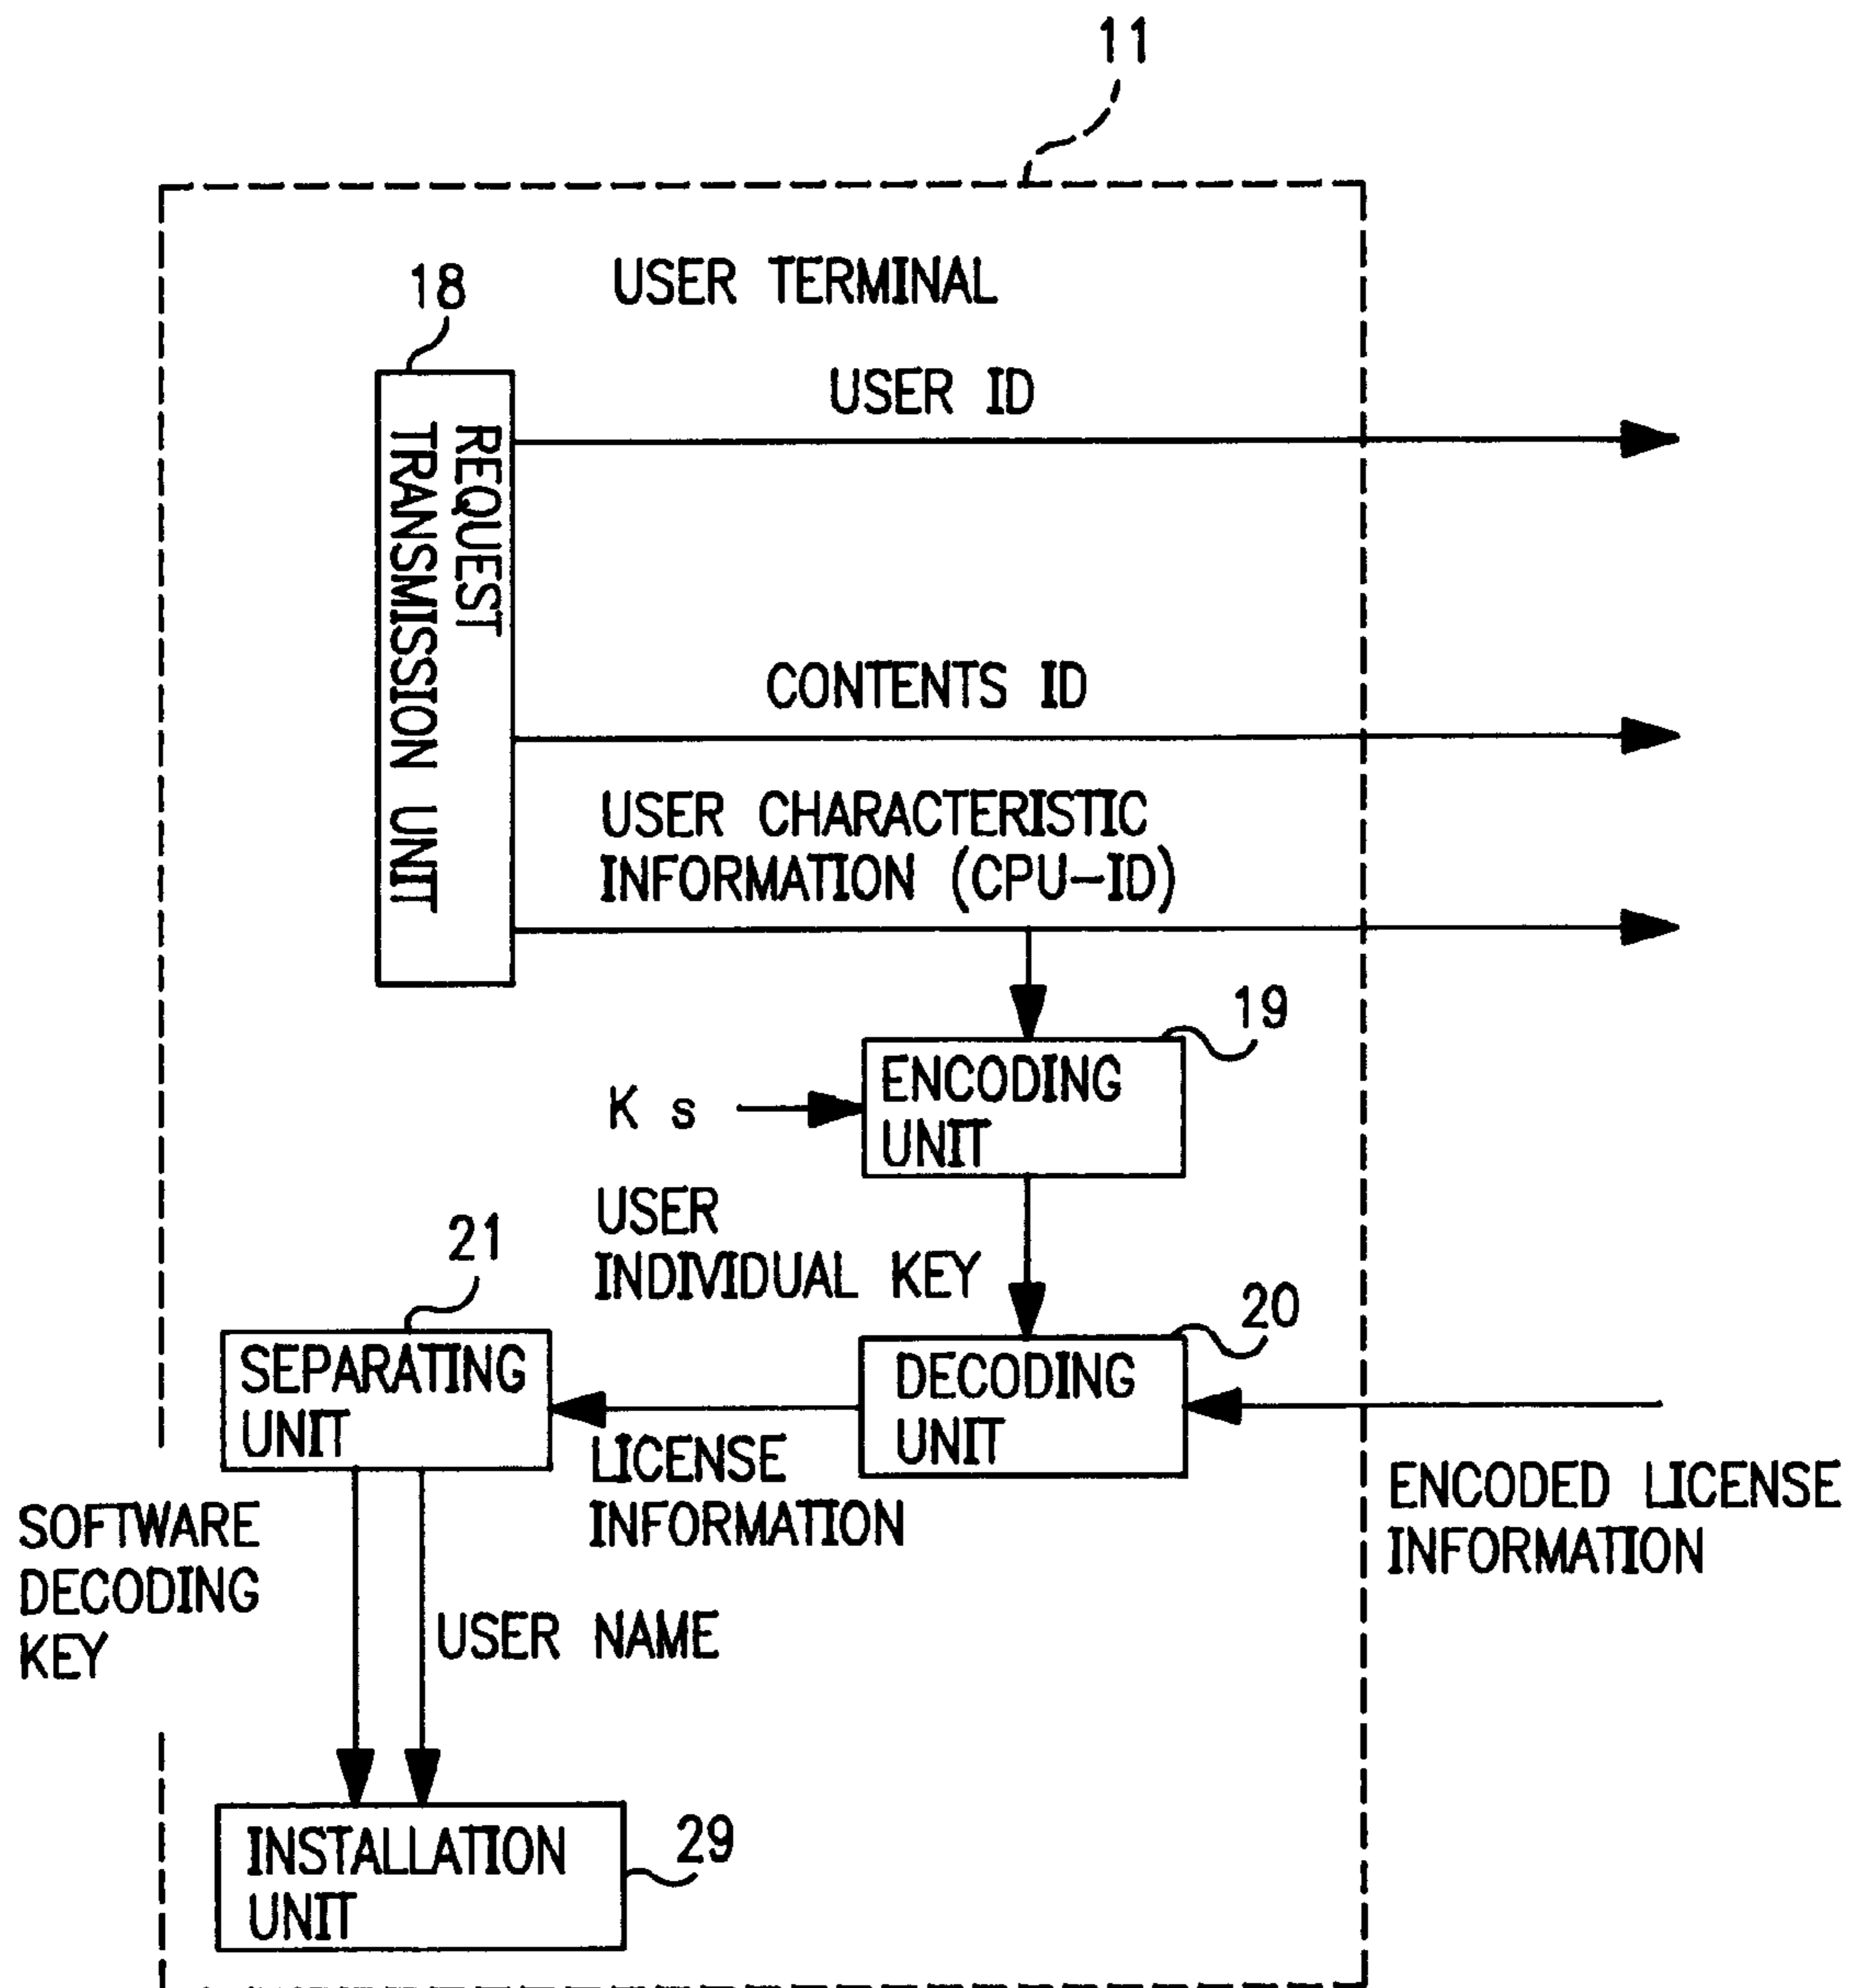 11
USER TERMINAL
18
USER ID
REQUEST
TRANSMISSION UNIT
CONTENTS ID
USER CHARACTERISTIC
INFORMATION (CPU-ID)
19
ENCODING
UNIT
K s
USER
INDIVIDUAL KEY
21
20
SEPARATING
UNIT
DECODING
UNIT
LICENSE
INFORMATION
ENCODED LICENSE
INFORMATION
SOFTWARE
DECODING
KEY
USER NAME
INSTALLATION
UNIT
29